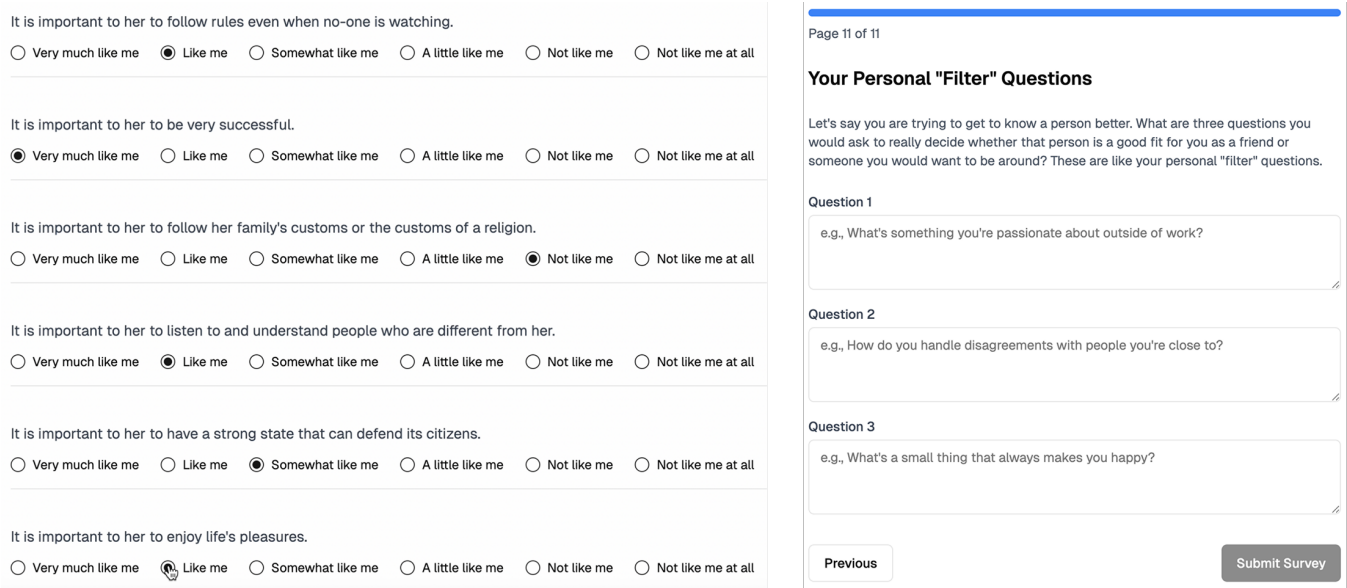 It is important to her to follow rules even when no-one is watching.
Very much like me Like me Somewhat like me A little like me Not like me Not like me at all
It is important to her to be very successful.
Very much like me Like me Somewhat like me A little like me Not like me Not like me at all
It is important to her to follow her family's customs or the customs of a religion.
Very much like me Like me Somewhat like me A little like me Not like me Not like me at all
It is important to her to listen to and understand people who are different from her.
Very much like me Like me Somewhat like me A little like me Not like me Not like me at all
It is important to her to have a strong state that can defend its citizens.
Very much like me Like me Somewhat like me A little like me Not like me Not like me at all
It is important to her to enjoy life's pleasures.
Very much like me Like me Somewhat like me A little like me Not like me Not like me at all
Page 11 of 11
Your Personal "Filter" Questions
Let's say you are trying to get to know a person better. What are three questions you
would ask to really decide whether that person is a good fit for you as a friend or
someone you would want to be around? These are like your personal "filter" questions.
Question 1
e.g., What's something you're passionate about outside of work?
Question 2
e.g., How do you handle disagreements with people you're close to?
Question 3
e.g., What's a small thing that always makes you happy?
Previous
Submit Survey